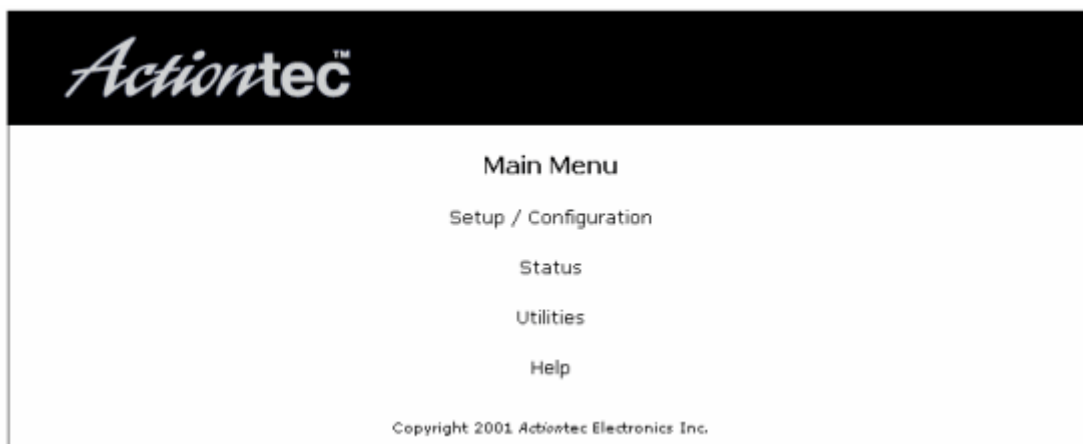 Actiontec™
Main Menu
Setup / Configuration
Status
Utilities
Help
Copyright 2001 Actiontec Electronics Inc.